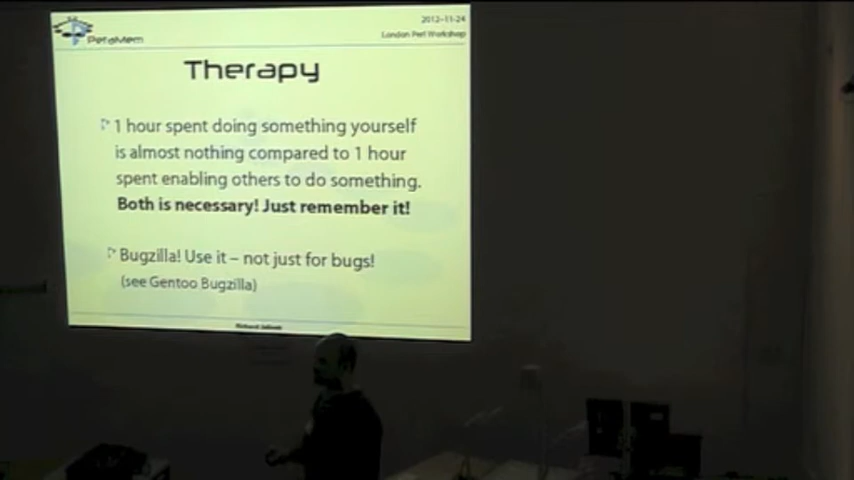 PetaMem
2012-11-24
London Perl Workshop
Therapy
1 hour spent doing something yourself
is almost nothing compared to 1 hour
spent enabling others to do something.
Both is necessary! Just remember it!
Bugzilla! Use it – not just for bugs!
(see Gentoo Bugzilla)
Richard